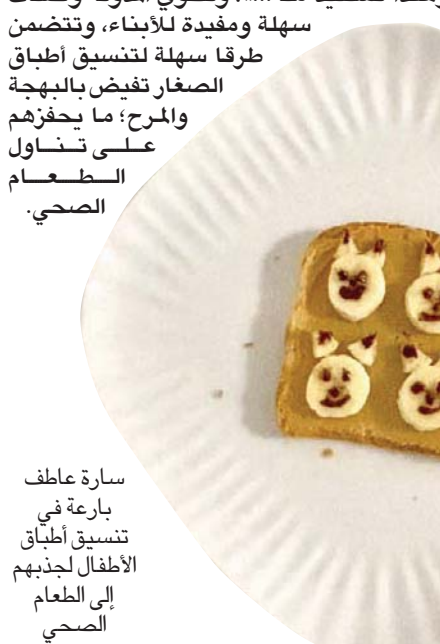 سهلة ومفيدة للأبناء، وتتضمن
طرقا سهلة لتنسيق أطباق
الصغار تفيض بالبهجة
والمرح؛ ما يحفزهم
على تناول
الطعام
الصحي.
سارة عاطف
بارعة في
تنسيق أطباق
الأطفال لجذبهم
إلى الطعام
الصحي